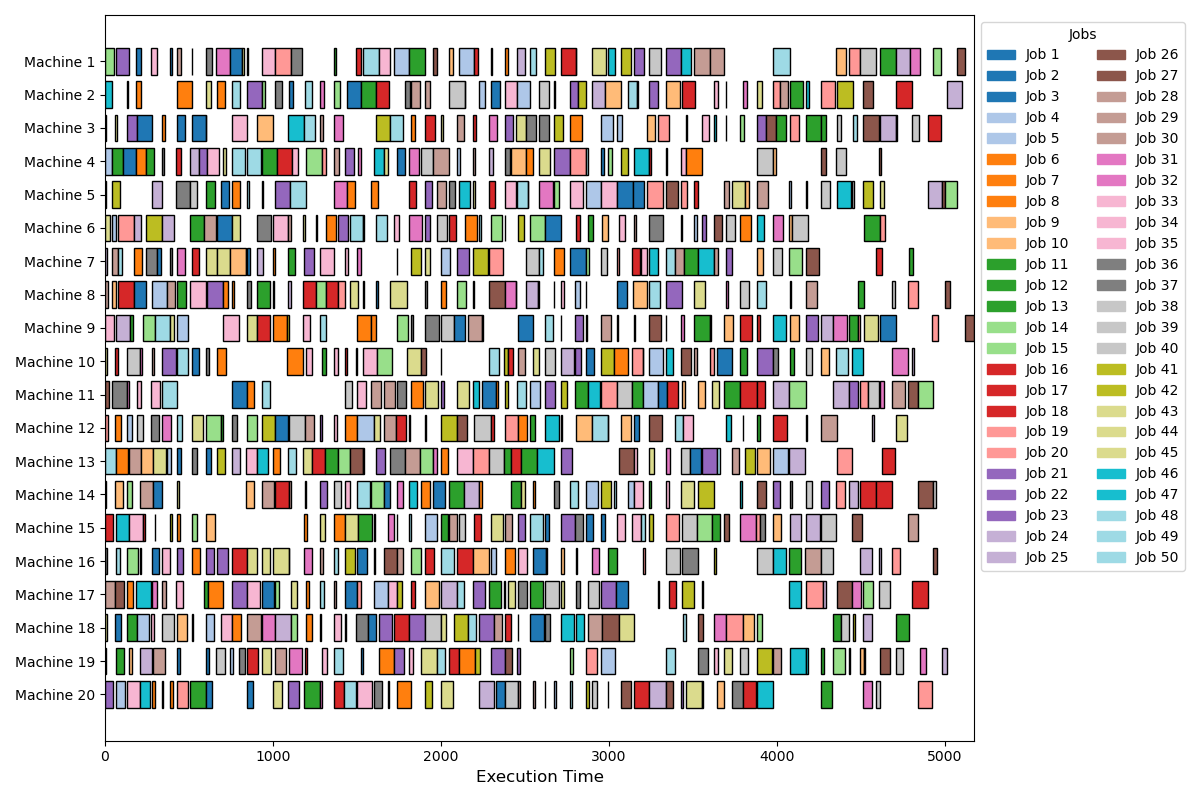 Machine 1
Machine 2
Machine 3
Machine 4
Machine 5
Machine 6
Machine 7
Machine 8
Machine 9
Machine 10
Machine 11
Machine 12
Machine 13
Machine 14
Machine 15
Machine 16
Machine 17
Machine 18
Machine 19
Machine 20
0 1000 2000 3000 4000 5000
Execution Time
Jobs
Job 1 Job 26
Job 2 Job 27
Job 3 Job 28
Job 4 Job 29
Job 5 Job 30
Job 6 Job 31
Job 7 Job 32
Job 8 Job 33
Job 9 Job 34
Job 10 Job 35
Job 11 Job 36
Job 12 Job 37
Job 13 Job 38
Job 14 Job 39
Job 15 Job 40
Job 16 Job 41
Job 17 Job 42
Job 18 Job 43
Job 19 Job 44
Job 20 Job 45
Job 21 Job 46
Job 22 Job 47
Job 23 Job 48
Job 24 Job 49
Job 25 Job 50